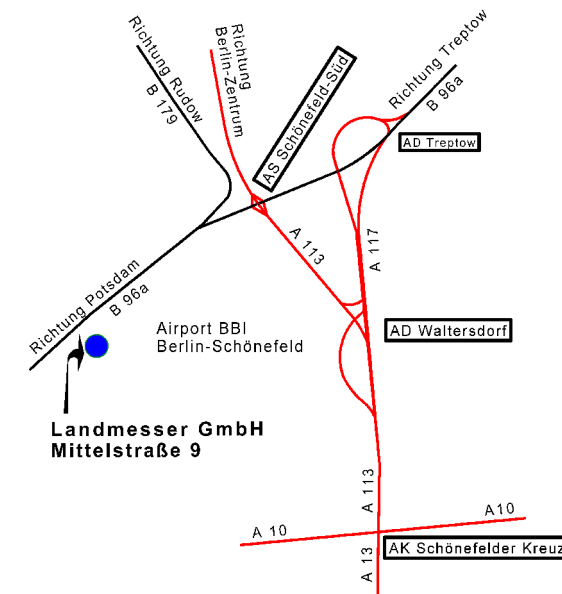 Richtung Rudow
B 179
Richtung
Berlin-Zentrum
AS Schönefeld-Süd
Richtung Treptow
B 96a
AD Treptow
A 113
A 117
Richtung Potsdam
B 96a
Airport BBI
Berlin-Schönefeld
AD Waltersdorf
Landmesser GmbH
Mittelstraße 9
A 113
A 10
A10
AK Schönefelder Kreuz
A 13